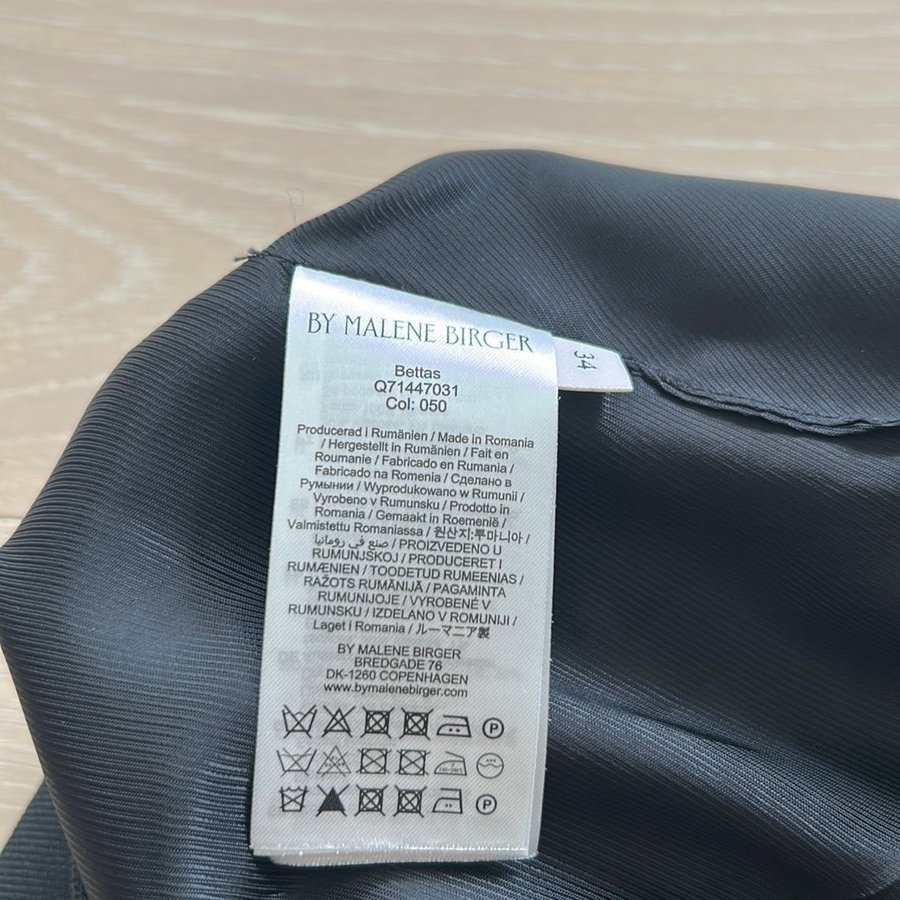 BY MALENE BIRGER
34
Bettas
Q71447031
Col: 050
Producerad i Rumänien / Made in Romania
/ Hergestellt in Rumänien / Fait en
Roumanie / Fabricado en Rumania /
Fabricado na Romenia / Сделано в
Румынии / Wyprodukowano w Rumunii /
Vyrobeno v Rumunsku / Prodotto in
Romania / Gemaakt in Roemenië /
Valmistettu Romaniassa / 원산지:루마니아 /
صنع في رومانيا / PROIZVEDENO U
RUMUNJSKOJ / PRODUCERET I
RUMÆNIEN / TOODETUD RUMEENIAS /
RAŽOTS RUMĀNIJĀ / PAGAMINTA
RUMUNIJOJE / VYROBENÉ V
RUMUNSKU / IZDELANO V ROMUNIJI /
Laget i Romania / ルーマニア製
BY MALENE BIRGER
BREDGADE 76
DK-1260 COPENHAGEN
www.bymalenebirger.com
P
P